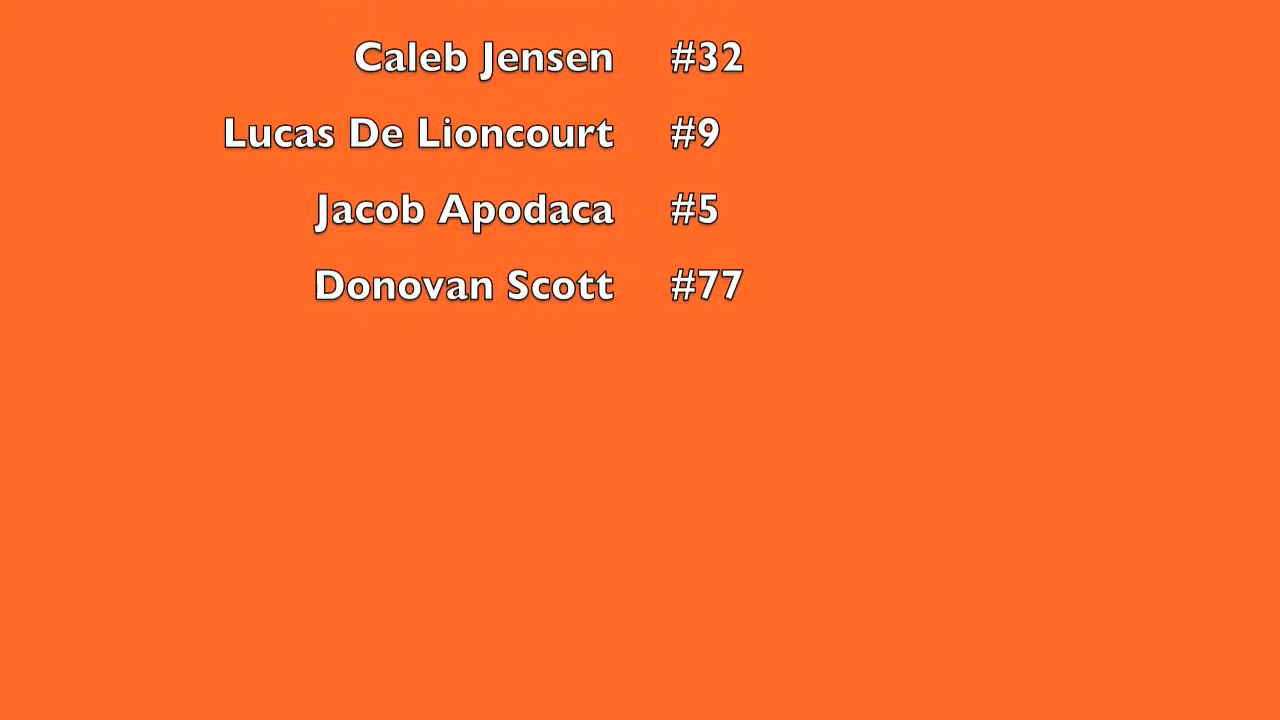 Caleb Jensen #32
Lucas De Lioncourt #9
Jacob Apodaca #5
Donovan Scott #77